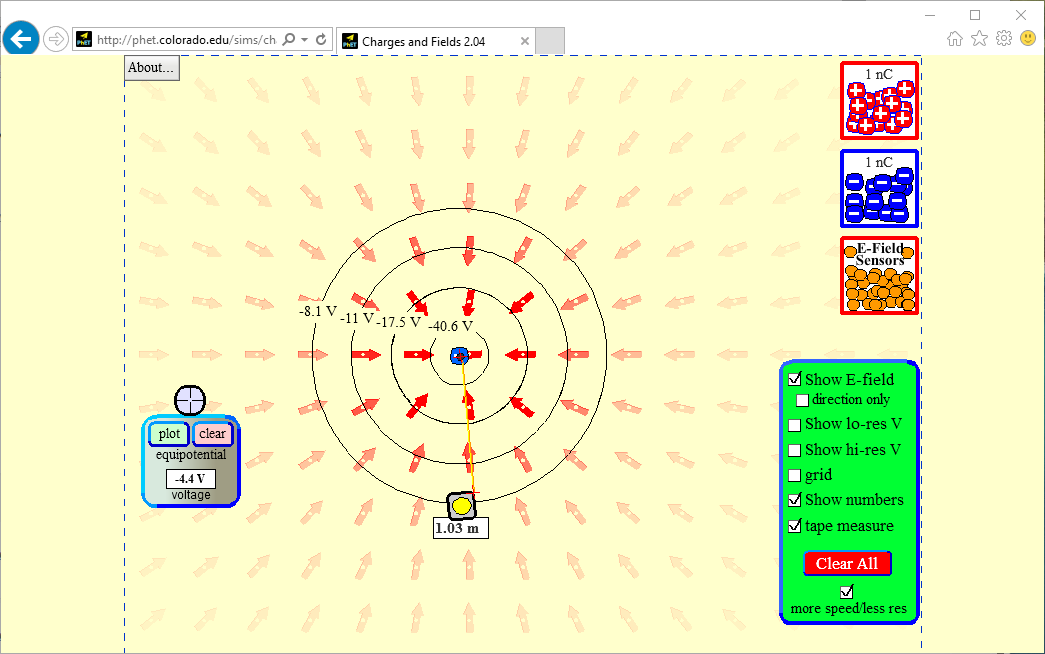 http://phet.colorado.edu/sims/ch
Charges and Fields 2.04
About...
1 nC
1 nC
E-Field
Sensors
-8.1 V
-11 V
-17.5 V
-40.6 V
plot
clear
equipotential
-4.4 V
voltage
1.03 m
Show E-field
direction only
Show lo-res V
Show hi-res V
grid
Show numbers
tape measure
Clear All
more speed/less res